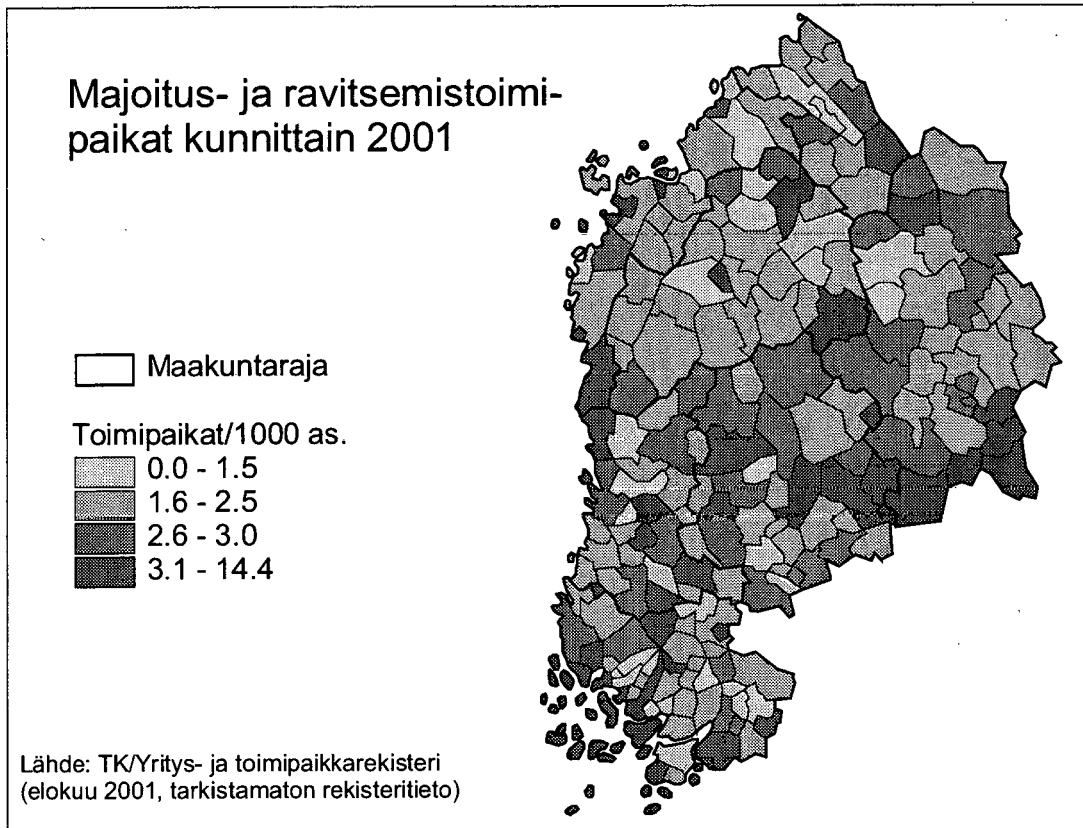 Majoitus- ja ravitsemistoimi-
paikat kunnittain 2001
Maakuntaraja
Toimipaikat/1000 as.
0.0 - 1.5
1.6 - 2.5
2.6 - 3.0
3.1 - 14.4
Lähde: TK/Yritys- ja toimipaikkarekisteri
(elokuu 2001, tarkistamaton rekisteritieto)